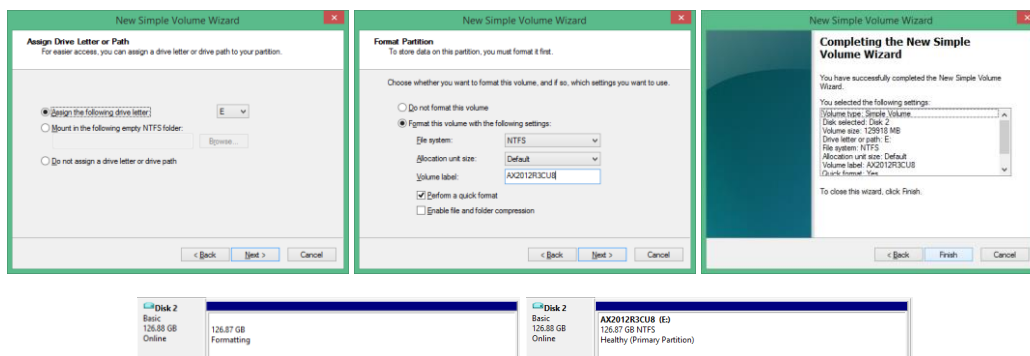 New Simple Volume Wizard
Assign Drive Letter or Path
For easier access, you can assign a drive letter or drive path to your partition.
Assign the following drive letter:
E
Mount in the following empty NTFS folder:
Browse...
Do not assign a drive letter or drive path
< Back
Next >
Cancel
New Simple Volume Wizard
Format Partition
To store data on this partition, you must format it first.
Choose whether you want to format this volume, and if so, which settings you want to use.
Do not format this volume
Format this volume with the following settings:
File system:
NTFS
Allocation unit size:
Default
Volume label:
AX2012R3CU8
Perform a quick format
Enable file and folder compression
< Back
Next >
Cancel
New Simple Volume Wizard
Completing the New Simple
Volume Wizard
You have successfully completed the New Simple Volume
Wizard.
You selected the following settings:
Volume type: Simple Volume
Disk selected: Disk 2
Volume size: 129918 MB
Drive letter or path: E:
File system: NTFS
Allocation unit size: Default
Volume label: AX2012R3CU8
Quick format: Yes
To close this wizard, click Finish.
< Back
Finish
Cancel
Disk 2
Basic
126.88 GB
Online
126.87 GB
Formatting
Disk 2
Basic
126.88 GB
Online
AX2012R3CU8 (E:)
126.87 GB NTFS
Healthy (Primary Partition)